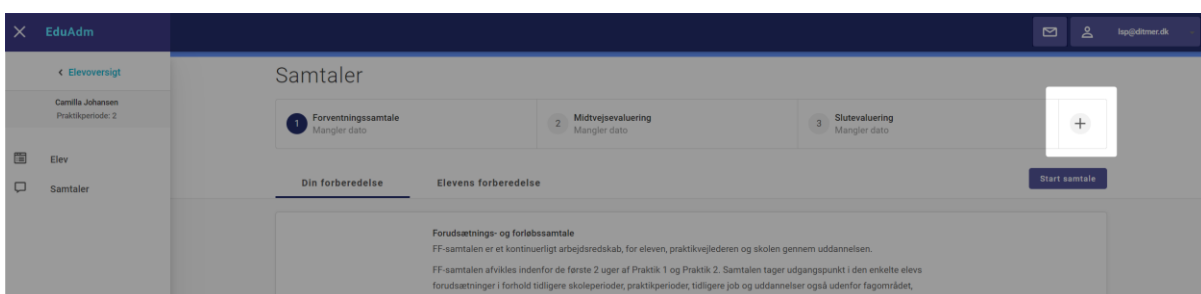 EduAdm
lsp@ditmer.dk
Elevoversigt
Camilla Johansen
Praktikperiode: 2
Elev
Samtaler
Samtaler
1 Forventningssamtale
Mangler dato
2 Midtvejsevaluering
Mangler dato
3 Slutevaluering
Mangler dato
Din forberedelse
Elevens forberedelse
Start samtale
Forudsætnings- og forløbssamtale
FF-samtalen er et kontinuerligt arbejdsredskab, for eleven, praktikvejlederen og skolen gennem uddannelsen.
FF-samtalen afvikles indenfor de første 2 uger af Praktik 1 og Praktik 2. Samtalen tager udgangspunkt i den enkelte elevs
forudsætninger i forhold tidligere skoleperioder, praktikperioder, tidligere job og uddannelser også udenfor fagområdet,